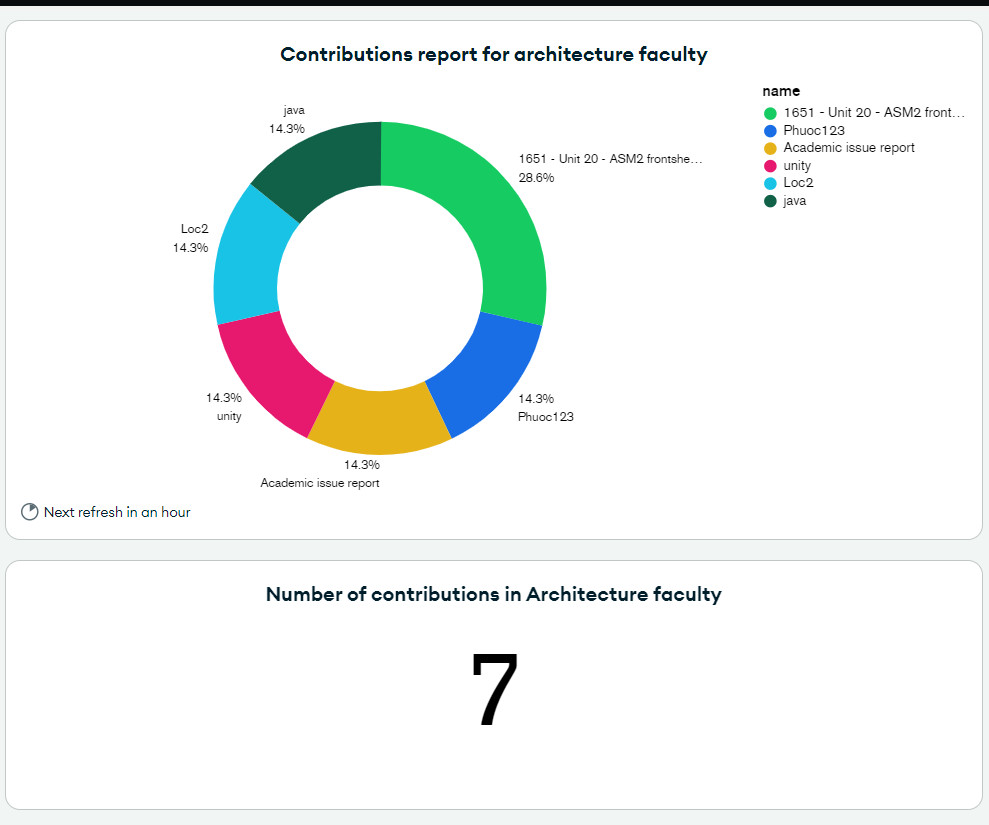 Contributions report for architecture faculty
name
1651 - Unit 20 - ASM2 front...
Phuoc123
Academic issue report
unity
Loc2
java
java
14.3%
1651 - Unit 20 - ASM2 frontshe...
28.6%
Loc2
14.3%
14.3%
unity
14.3%
Phuoc123
14.3%
Academic issue report
Next refresh in an hour
Number of contributions in Architecture faculty
7